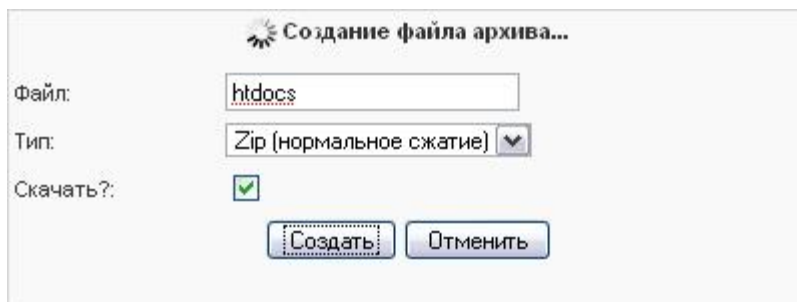 Создание файла архива...
Файл: htdocs
Тип: Zip (нормальное сжатие)
Скачать?:
Создать Отменить